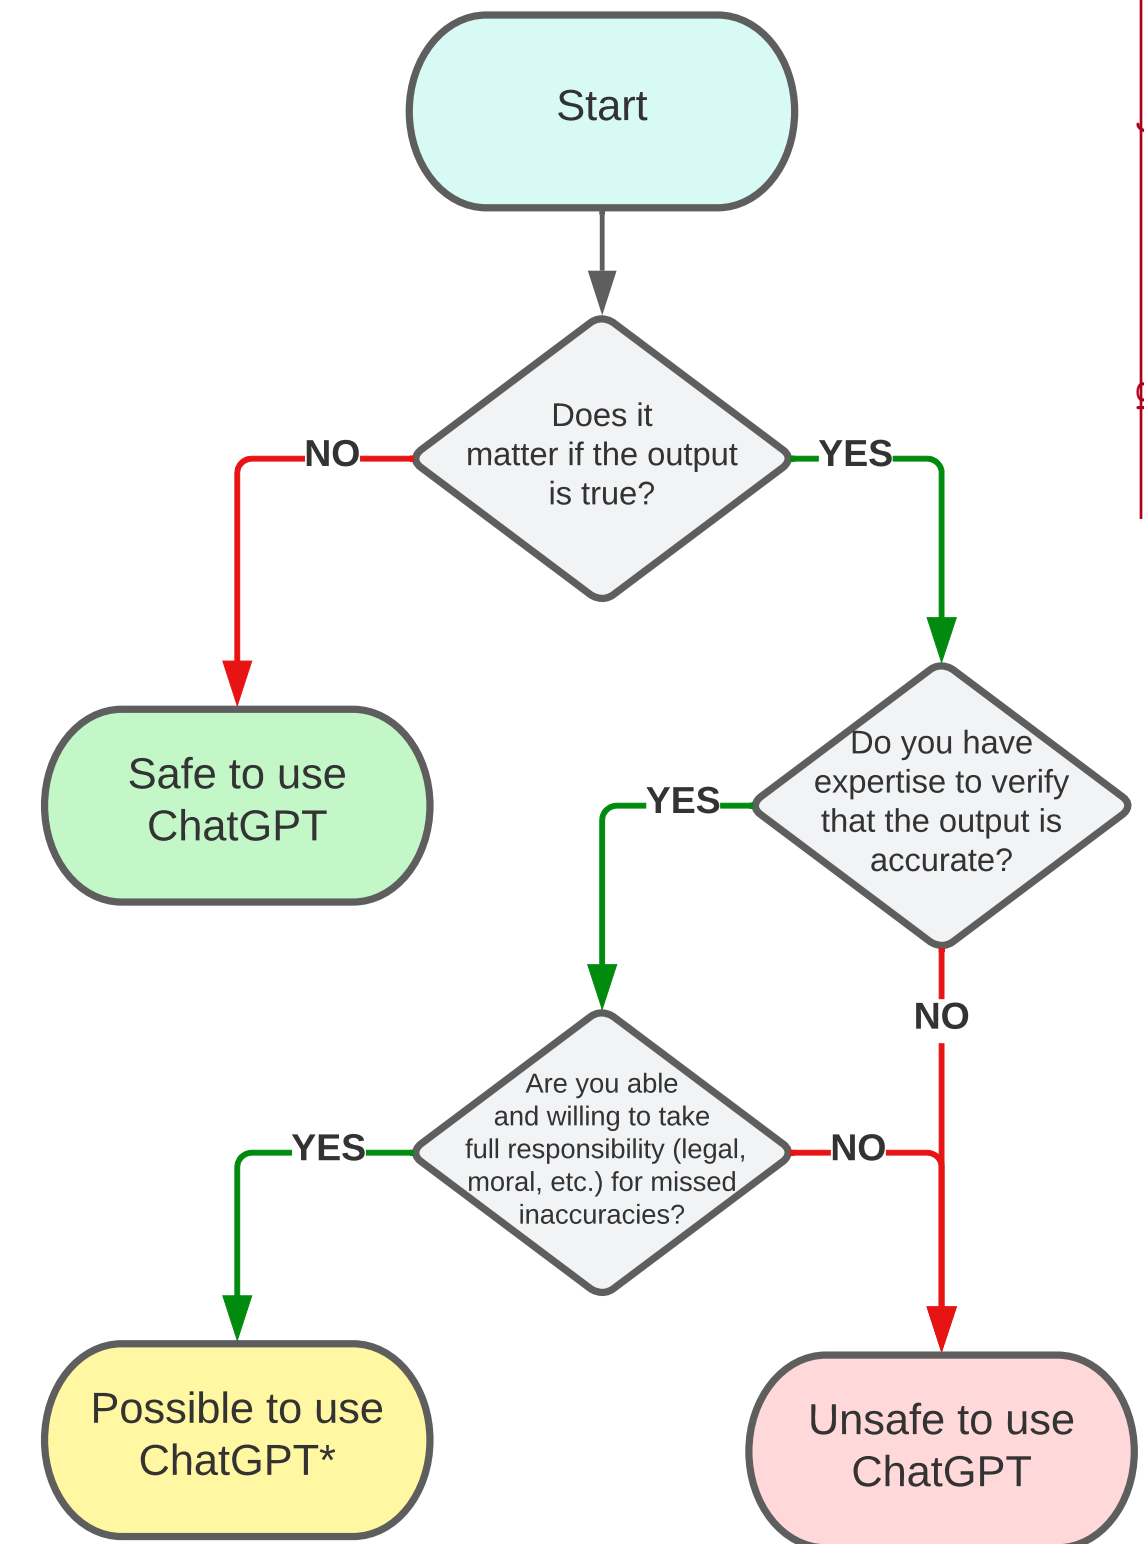 Start
Does it
matter if the output
is true?
NO
YES
Safe to use
ChatGPT
Do you have
expertise to verify
that the output is
accurate?
YES
NO
Are you able
and willing to take
full responsibility (legal,
moral, etc.) for missed
inaccuracies?
YES
NO
Possible to use
ChatGPT*
Unsafe to use
ChatGPT